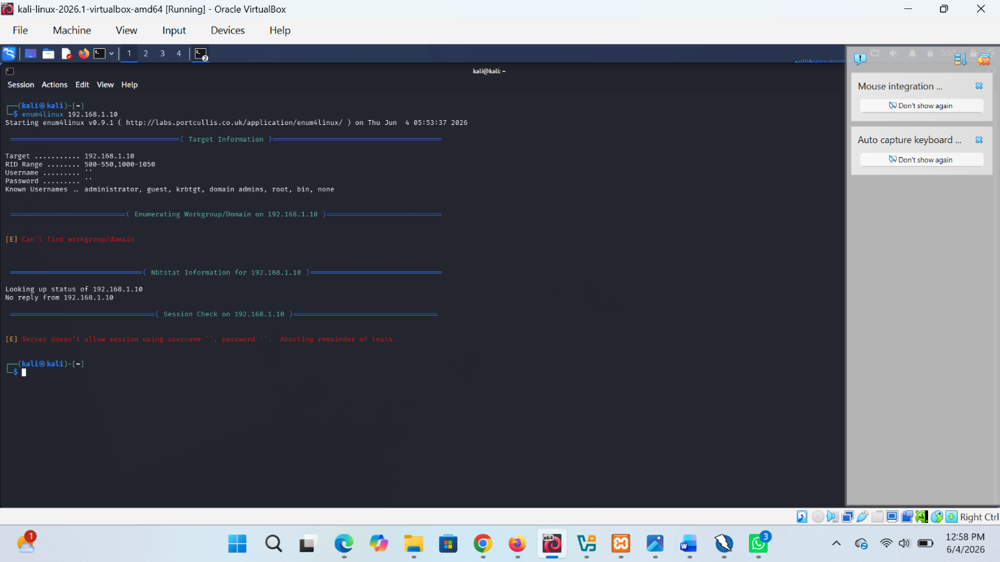 kali-linux-2026.1-virtualbox-amd64 [Running] - Oracle VirtualBox
File Machine View Input Devices Help
1 2 3 4
kali@kali: ~
Session Actions Edit View Help
┌──(kali㉿kali)-[~]
└─$ enum4linux 192.168.1.10
Starting enum4linux v0.9.1 ( http://labs.portcullis.co.uk/application/enum4linux/ ) on Thu Jun  4 05:53:37 2026
( Target Information )
Target ........... 192.168.1.10
RID Range ........ 500-550,1000-1050
Username ......... ''
Password ......... ''
Known Usernames .. administrator, guest, krbtgt, domain admins, root, bin, none
( Enumerating Workgroup/Domain on 192.168.1.10 )
[E] Can't find workgroup/domain
( Nbtstat Information for 192.168.1.10 )
Looking up status of 192.168.1.10
No reply from 192.168.1.10
( Session Check on 192.168.1.10 )
[E] Server doesn't allow session using username '', password ''.  Aborting remainder of tests.
┌──(kali㉿kali)-[~]
└─$
Mouse integration ...
Don't show again
Auto capture keyboard ...
Don't show again
Right Ctrl
1
x64
W
3
12:58 PM
6/4/2026